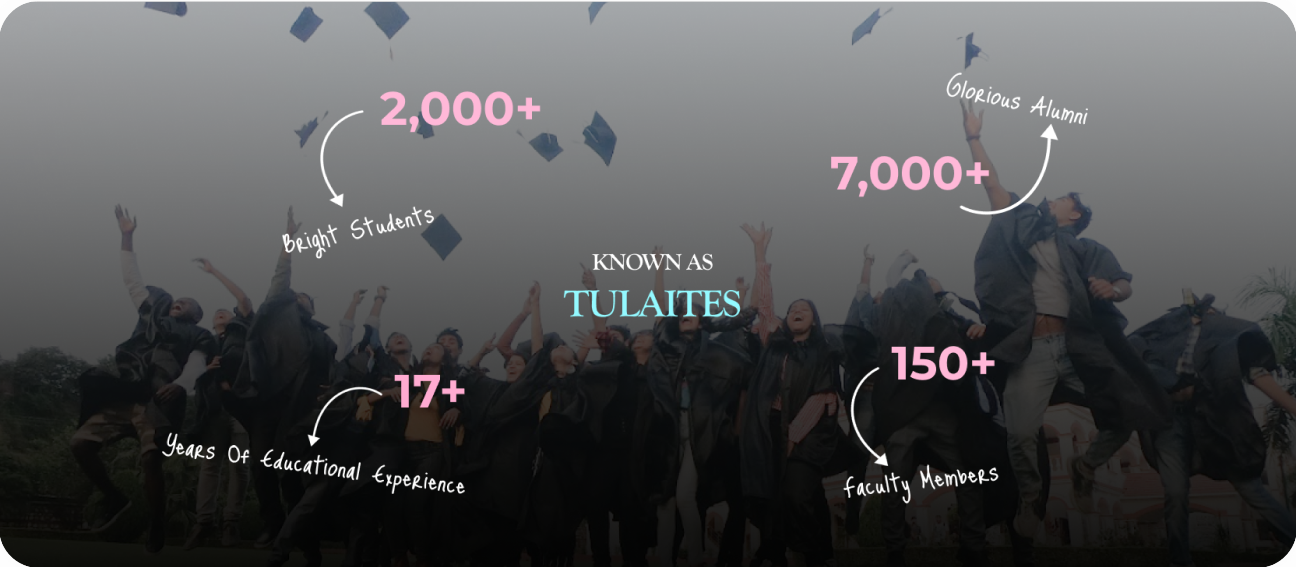 2,000+
Bright Students
7,000+
Glorious Alumni
KNOWN AS
TULAITES
17+
Years Of Educational Experience
150+
Faculty Members